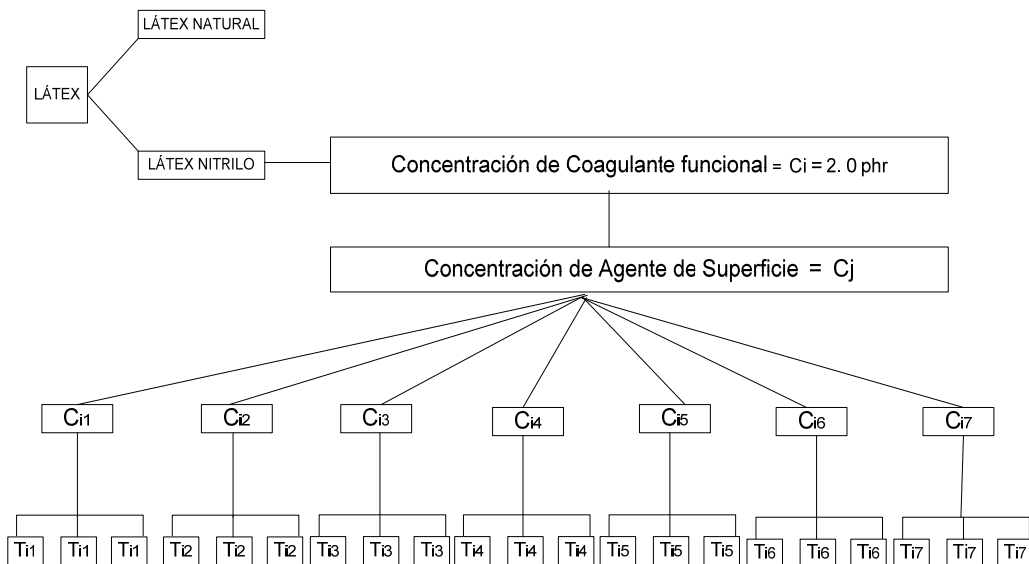 LÁTEX NATURAL
LÁTEX
LÁTEX NITRILO
Concentración de Coagulante funcional = Ci = 2. 0 phr
Concentración de Agente de Superficie = Cj
Ci1 Ci2 Ci3 Ci4 Ci5 Ci6 Ci7
Ti1 Ti1 Ti1 Ti2 Ti2 Ti2 Ti3 Ti3 Ti3 Ti4 Ti4 Ti4 Ti5 Ti5 Ti5 Ti6 Ti6 Ti6 Ti7 Ti7 Ti7